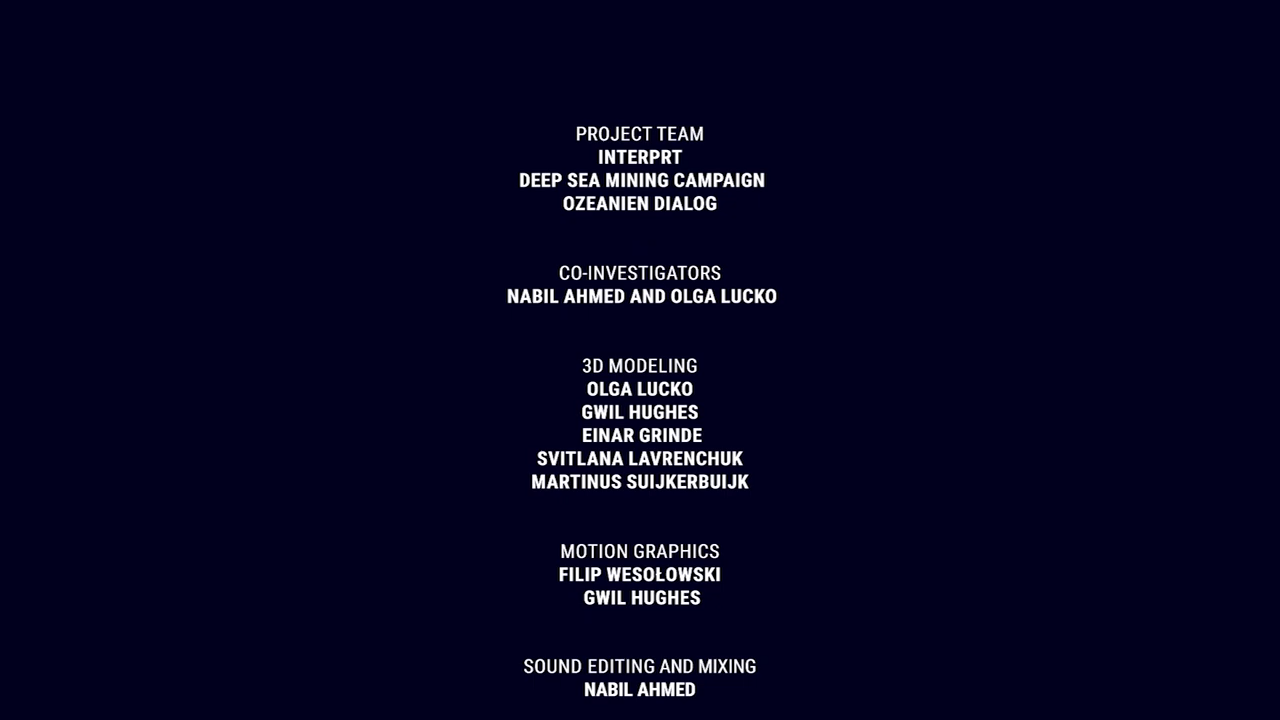 PROJECT TEAM
INTERPRT
DEEP SEA MINING CAMPAIGN
OZEANIEN DIALOG
CO-INVESTIGATORS
NABIL AHMED AND OLGA LUCKO
3D MODELING
OLGA LUCKO
GWIL HUGHES
EINAR GRINDE
SVITLANA LAVRENCHUK
MARTINUS SUIJKERBUIJK
MOTION GRAPHICS
FILIP WESOŁOWSKI
GWIL HUGHES
SOUND EDITING AND MIXING
NABIL AHMED